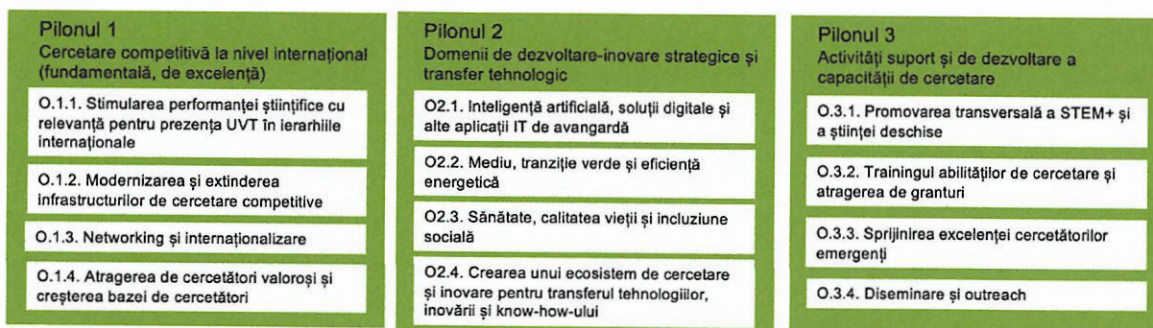 Pilonul 1
Cercetare competitivă la nivel internațional
(fundamentală, de excelență)
O.1.1. Stimularea performanței științifice cu
relevanță pentru prezența UVT în ierarhiile
internaționale
O.1.2. Modernizarea și extinderea
infrastructurilor de cercetare competitive
O.1.3. Networking și internaționalizare
O.1.4. Atragerea de cercetători valoroși și
creșterea bazei de cercetători
Pilonul 2
Domenii de dezvoltare-inovare strategice și
transfer tehnologic
O2.1. Inteligență artificială, soluții digitale și
alte aplicații IT de avangardă
O2.2. Mediu, tranziție verde și eficiență
energetică
O2.3. Sănătate, calitatea vieții și incluziune
socială
O2.4. Crearea unui ecosistem de cercetare
și inovare pentru transferul tehnologiilor,
inovării și know-how-ului
Pilonul 3
Activități suport și de dezvoltare a
capacității de cercetare
O.3.1. Promovarea transversală a STEM+ și
a științei deschise
O.3.2. Trainingul abilităților de cercetare și
atragerea de granturi
O.3.3. Sprijinirea excelenței cercetătorilor
emergenți
O.3.4. Diseminare și outreach